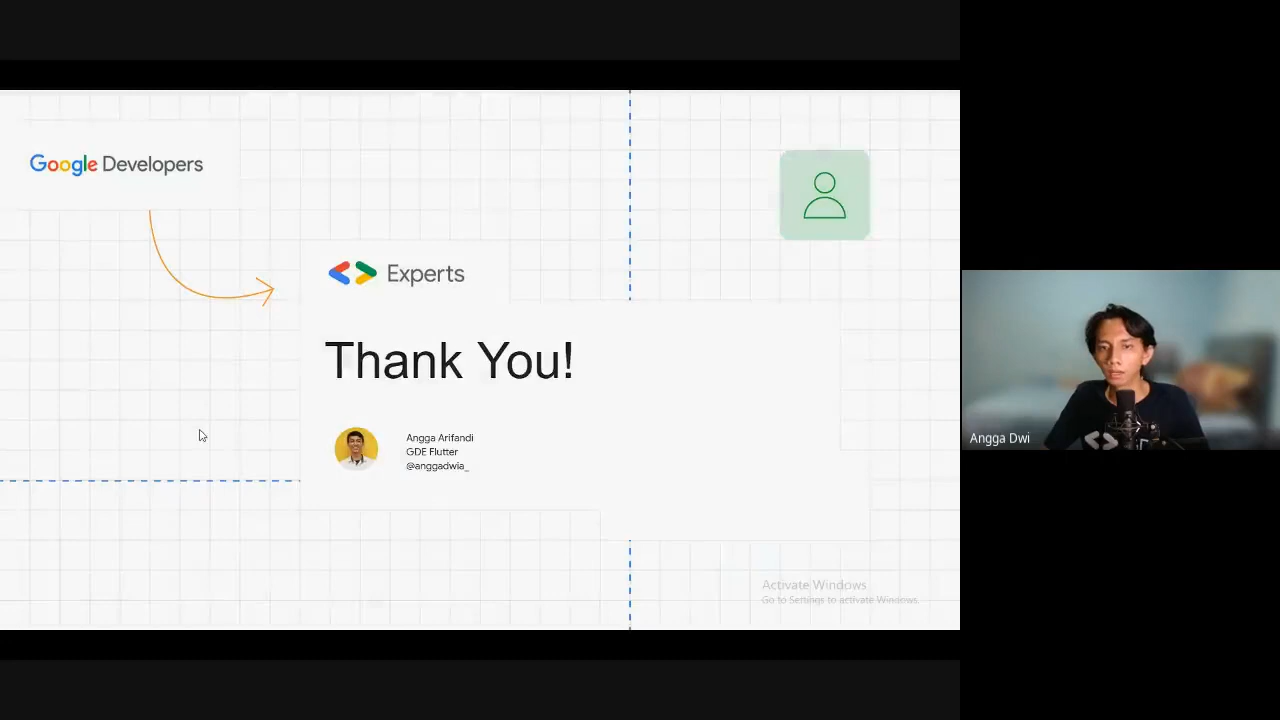 Google Developers
Experts
Thank You!
Angga Arifandi
GDE Flutter
@anggadwia_
Activate Windows
Go to Settings to activate Windows.
Angga Dwi